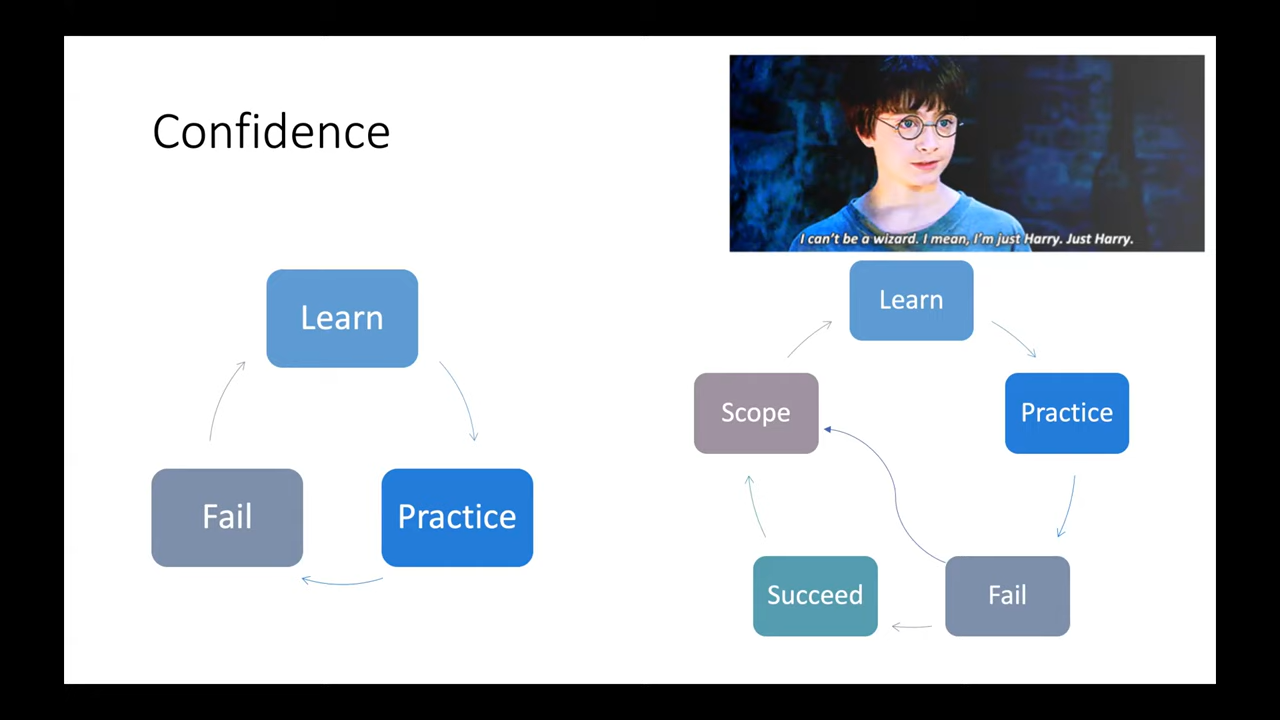 Confidence
I can't be a wizard. I mean, I'm just Harry. Just Harry.
Learn
Practice
Fail
Learn
Practice
Fail
Succeed
Scope